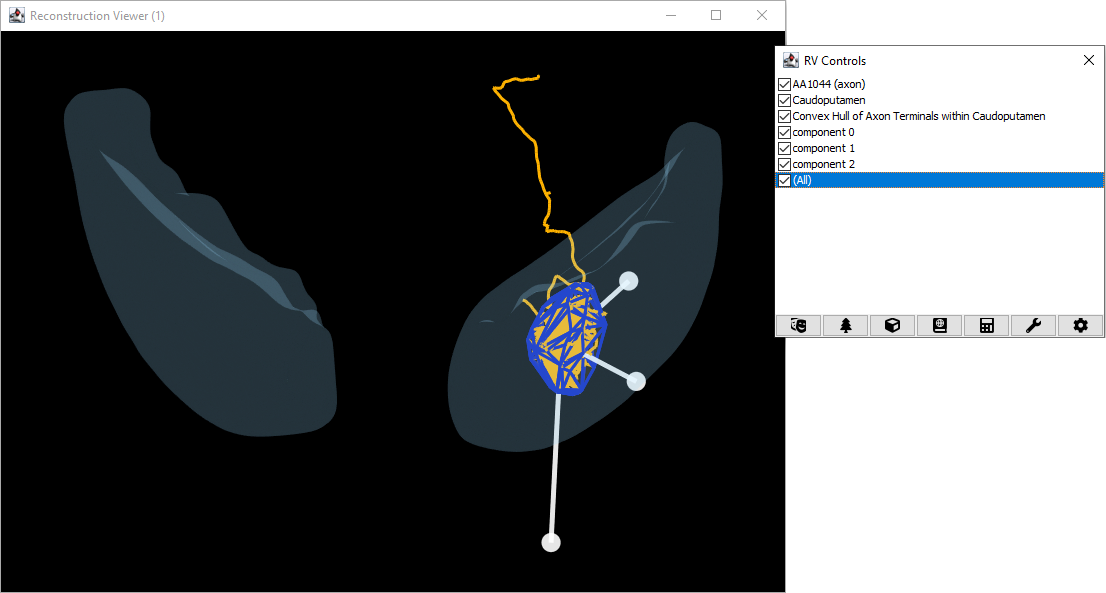 Reconstruction Viewer (1)
RV Controls
AA1044 (axon)
Caudoputamen
Convex Hull of Axon Terminals within Caudoputamen
component 0
component 1
component 2
(All)